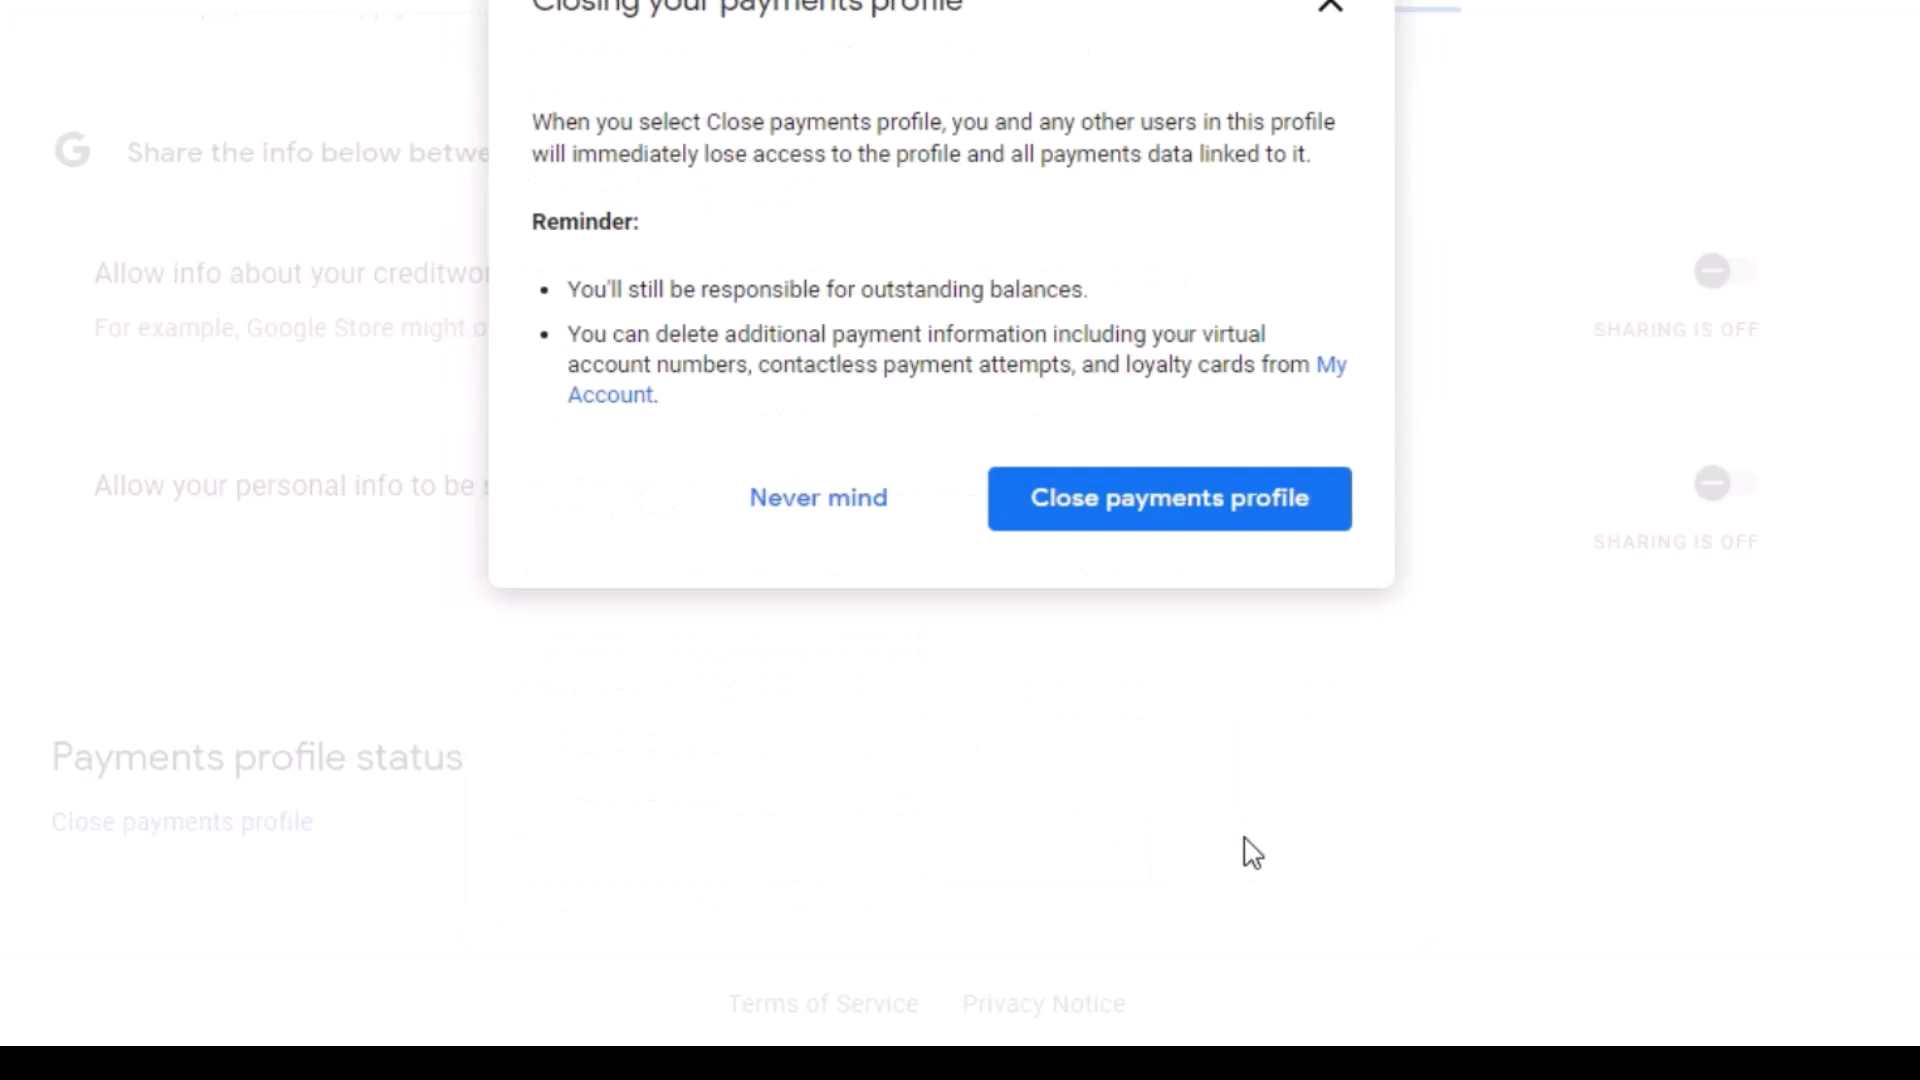 Closing your payments profile
When you select Close payments profile, you and any other users in this profile
will immediately lose access to the profile and all payments data linked to it.
Share the info below betwe
Reminder:
Allow info about your creditwor
You'll still be responsible for outstanding balances.
For example, Google Store might o
SHARING IS OFF
You can delete additional payment information including your virtual
account numbers, contactless payment attempts, and loyalty cards from My
Account.
Allow your personal info to be s
Never mind
Close payments profile
SHARING IS OFF
Payments profile status
Close payments profile
Terms of Service
Privacy Notice